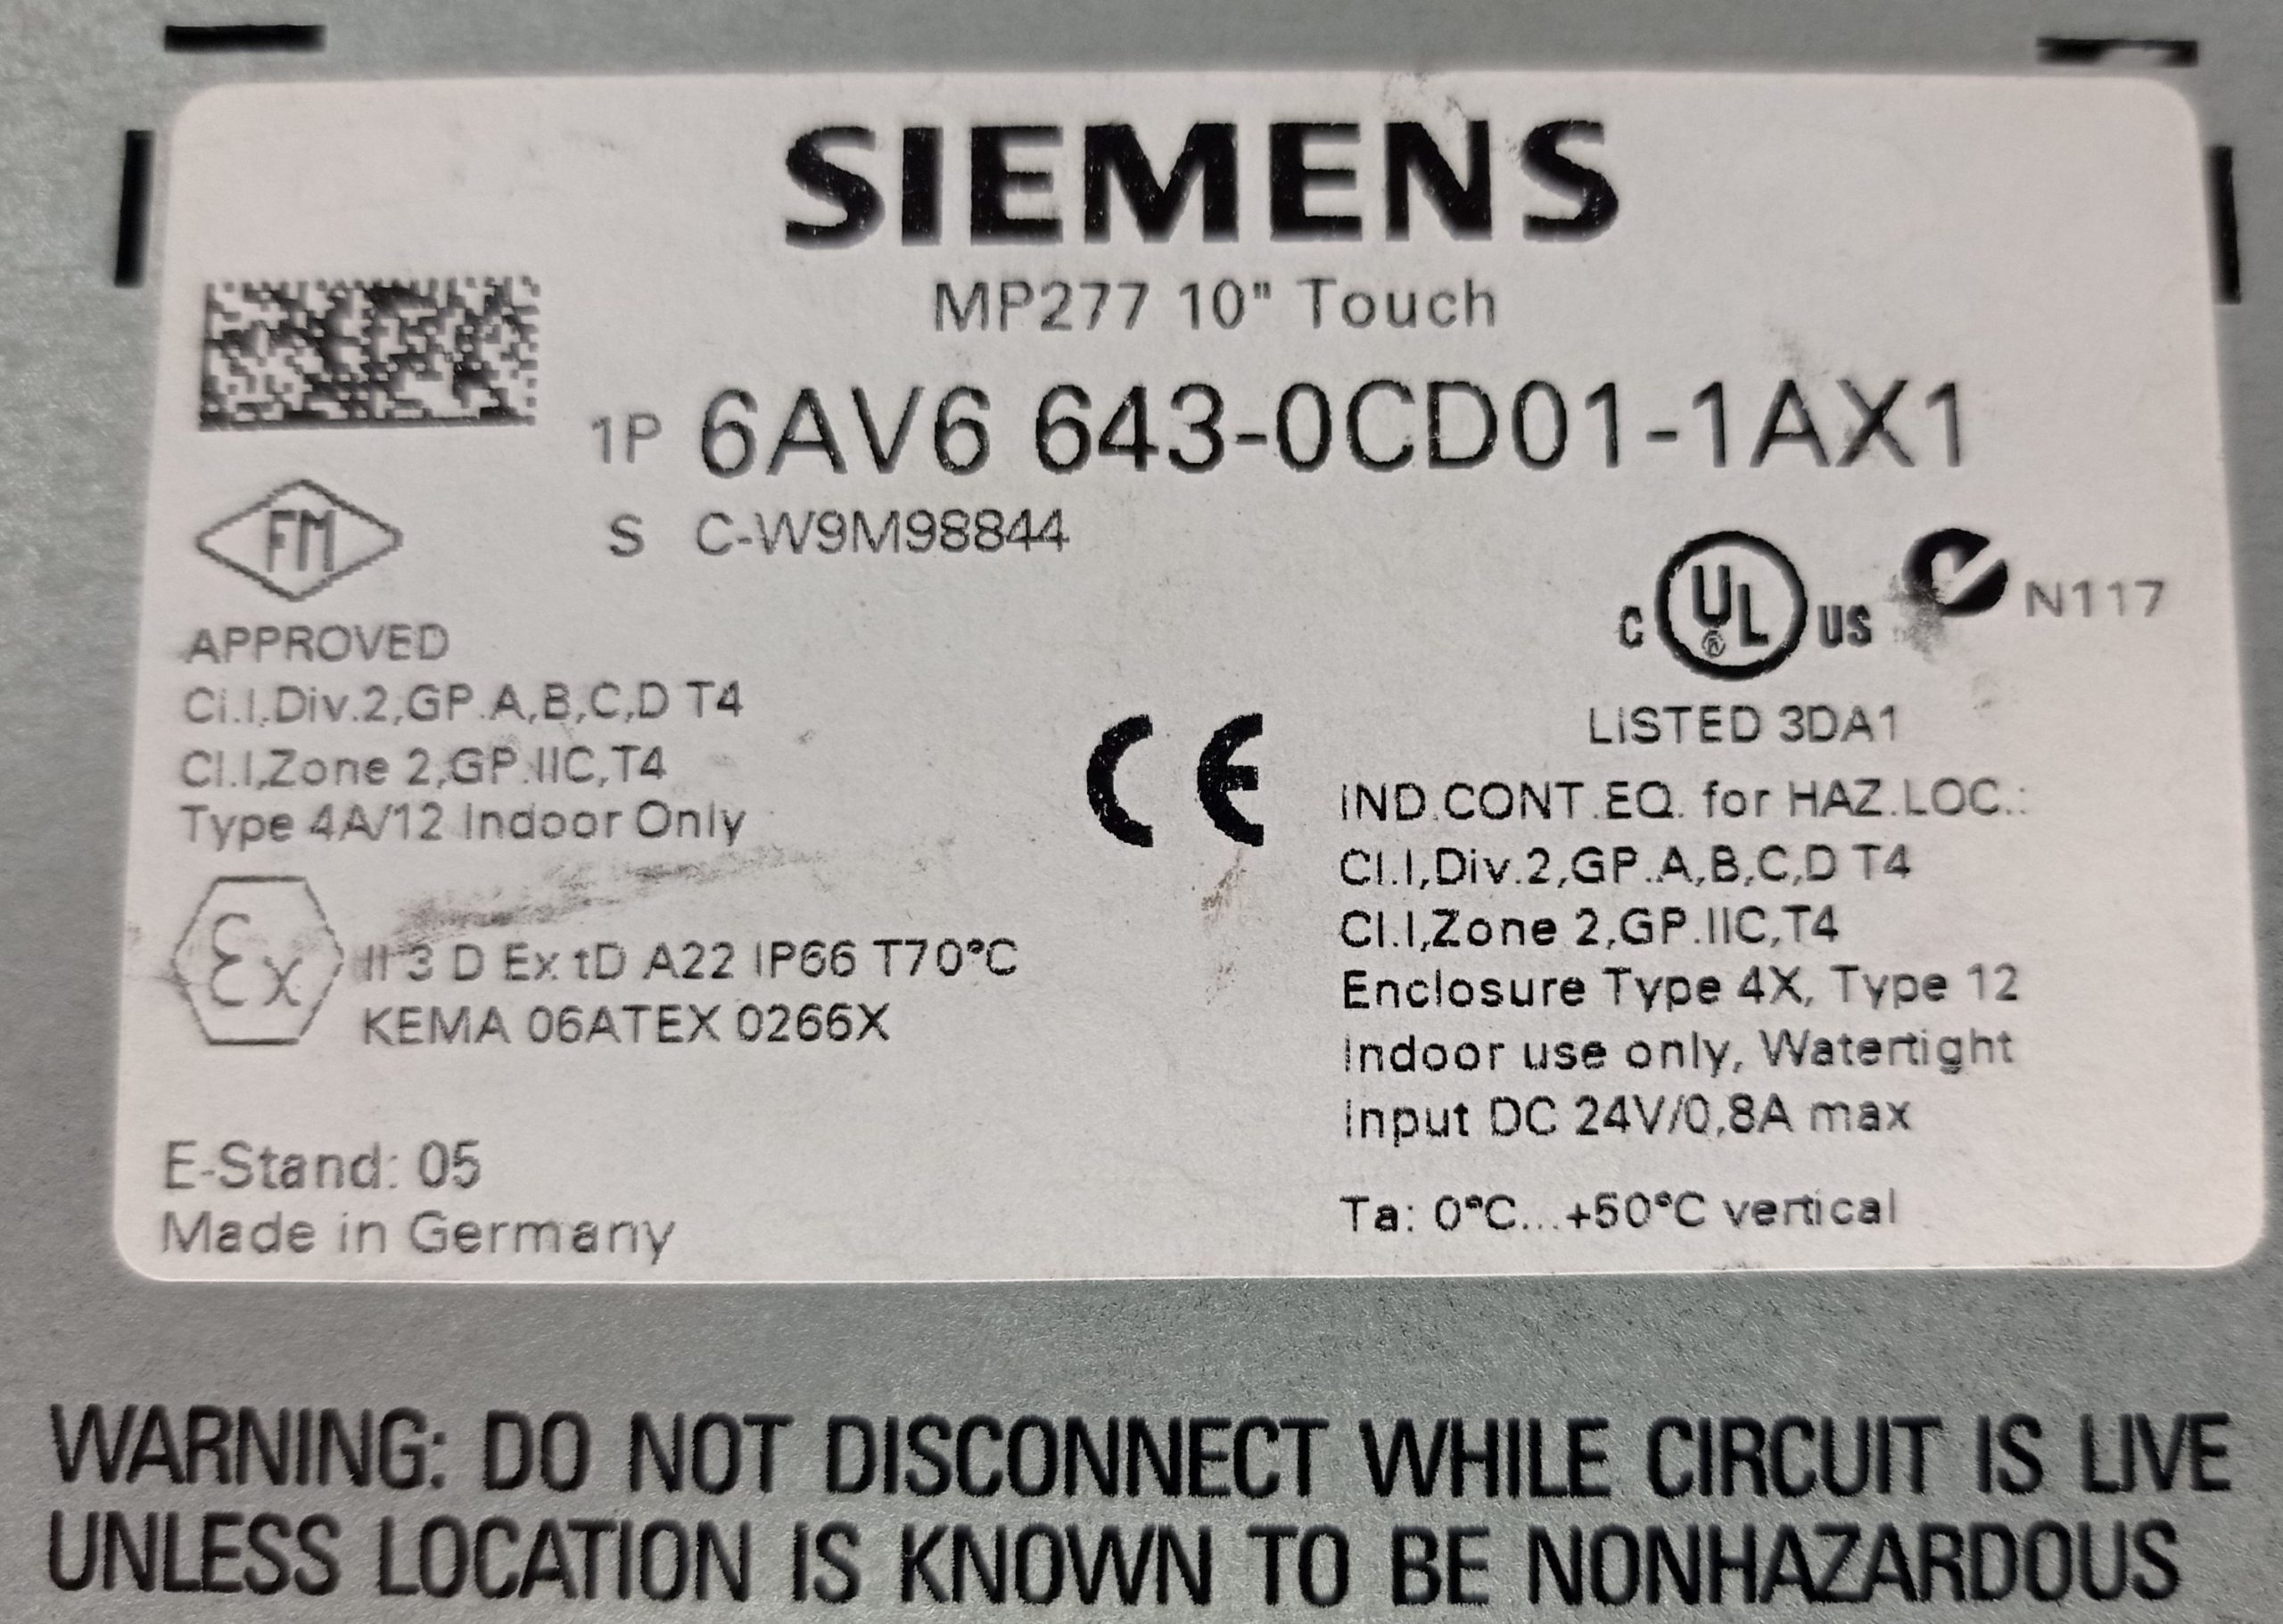 SIEMENS
MP277 10" Touch
1P 6AV6 643-0CD01-1AX1
S C-W9M98844
FM
APPROVED
Cl.I,Div.2,GP.A,B,C,D T4
Cl.I,Zone 2,GP.IIC,T4
Type 4A/12 Indoor Only
Ex II 3 D Ex tD A22 IP66 T70°C
KEMA 06ATEX 0266X
E-Stand: 05
Made in Germany
CE
C UL ® US N117
LISTED 3DA1
IND.CONT.EQ. for HAZ.LOC.:
Cl.I,Div.2,GP.A,B,C,D T4
Cl.I,Zone 2,GP.IIC,T4
Enclosure Type 4X, Type 12
Indoor use only, Watertight
Input DC 24V/0,8A max
Ta: 0°C...+50°C vertical
WARNING: DO NOT DISCONNECT WHILE CIRCUIT IS LIVE
UNLESS LOCATION IS KNOWN TO BE NONHAZARDOUS